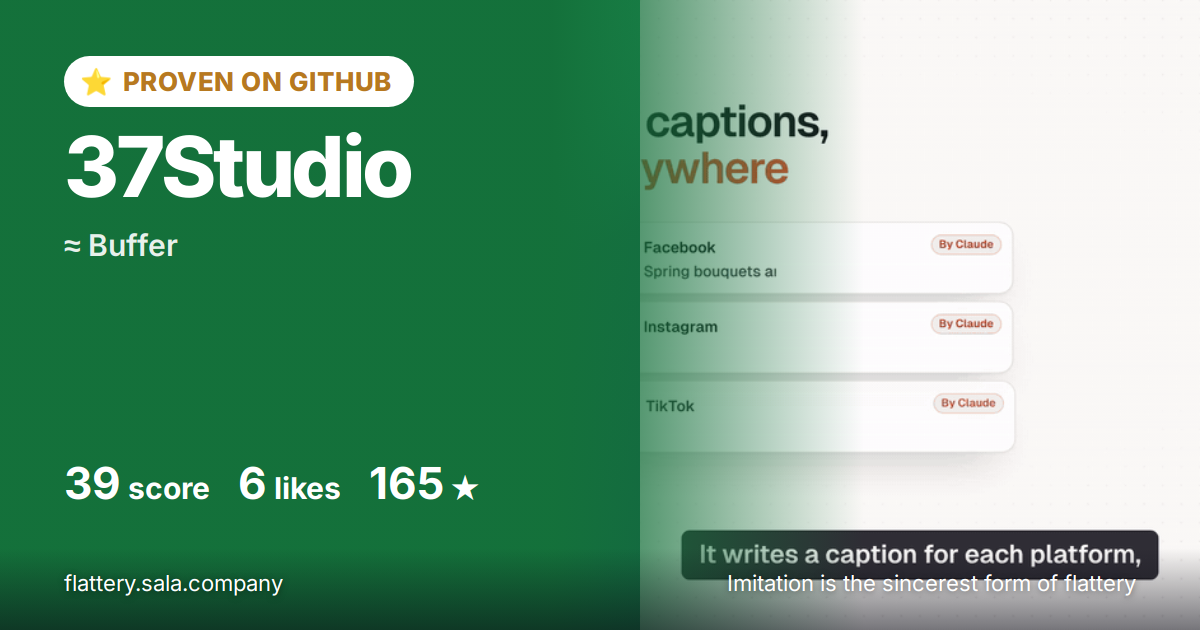 ⭐ PROVEN ON GITHUB
37Studio
≈ Buffer
39 score 6 likes 165 ★
flattery.sala.company
captions,
ywhere
Facebook
By Claude
Spring bouquets a
Instagram
By Claude
TikTok
By Claude
It writes a caption for each platform,
Imitation is the sincerest form of flattery